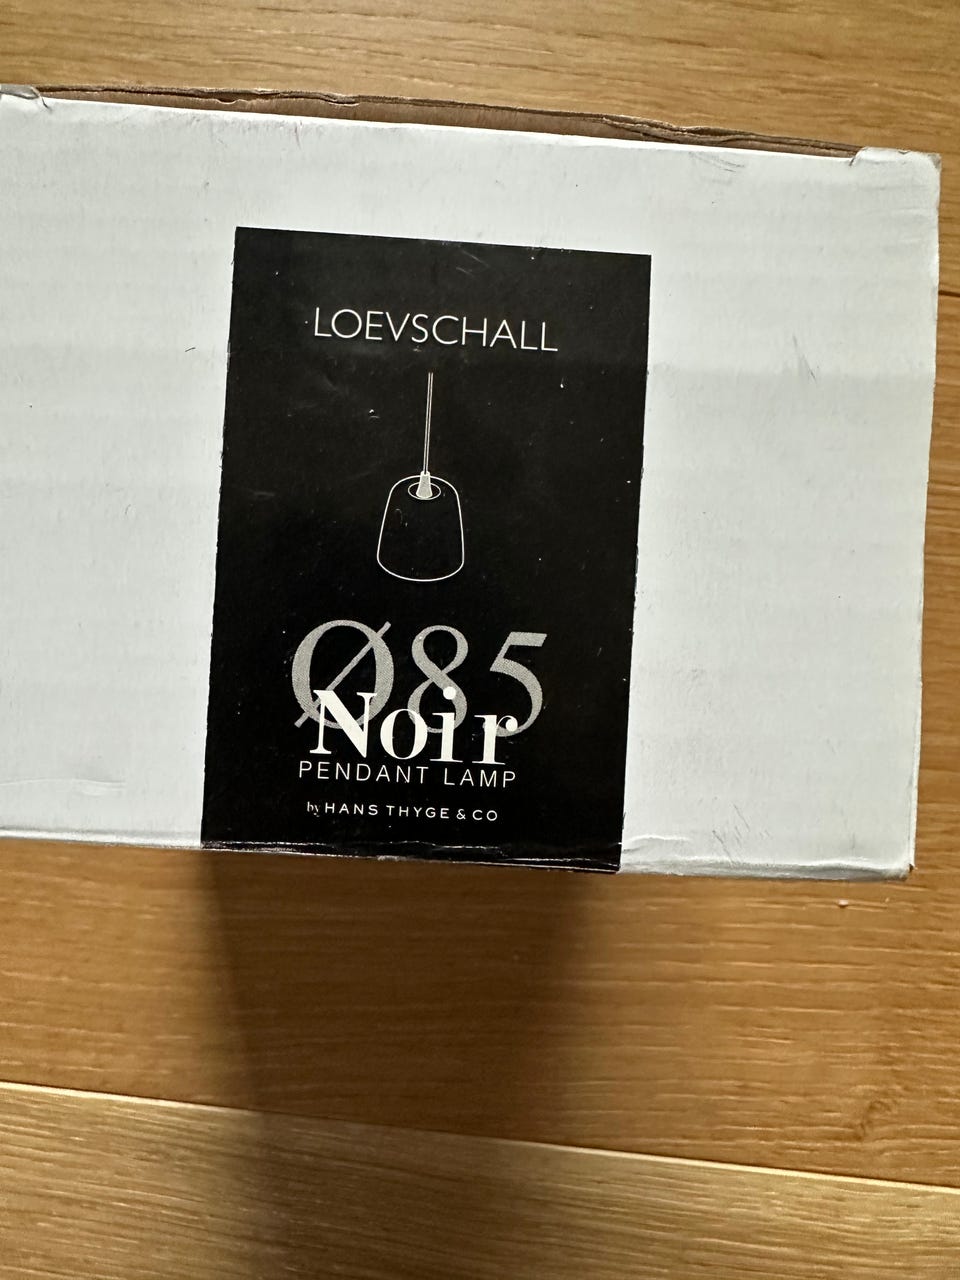 LOEVSCHALL
Ø85
Noir
PENDANT LAMP
by HANS THYGE & CO